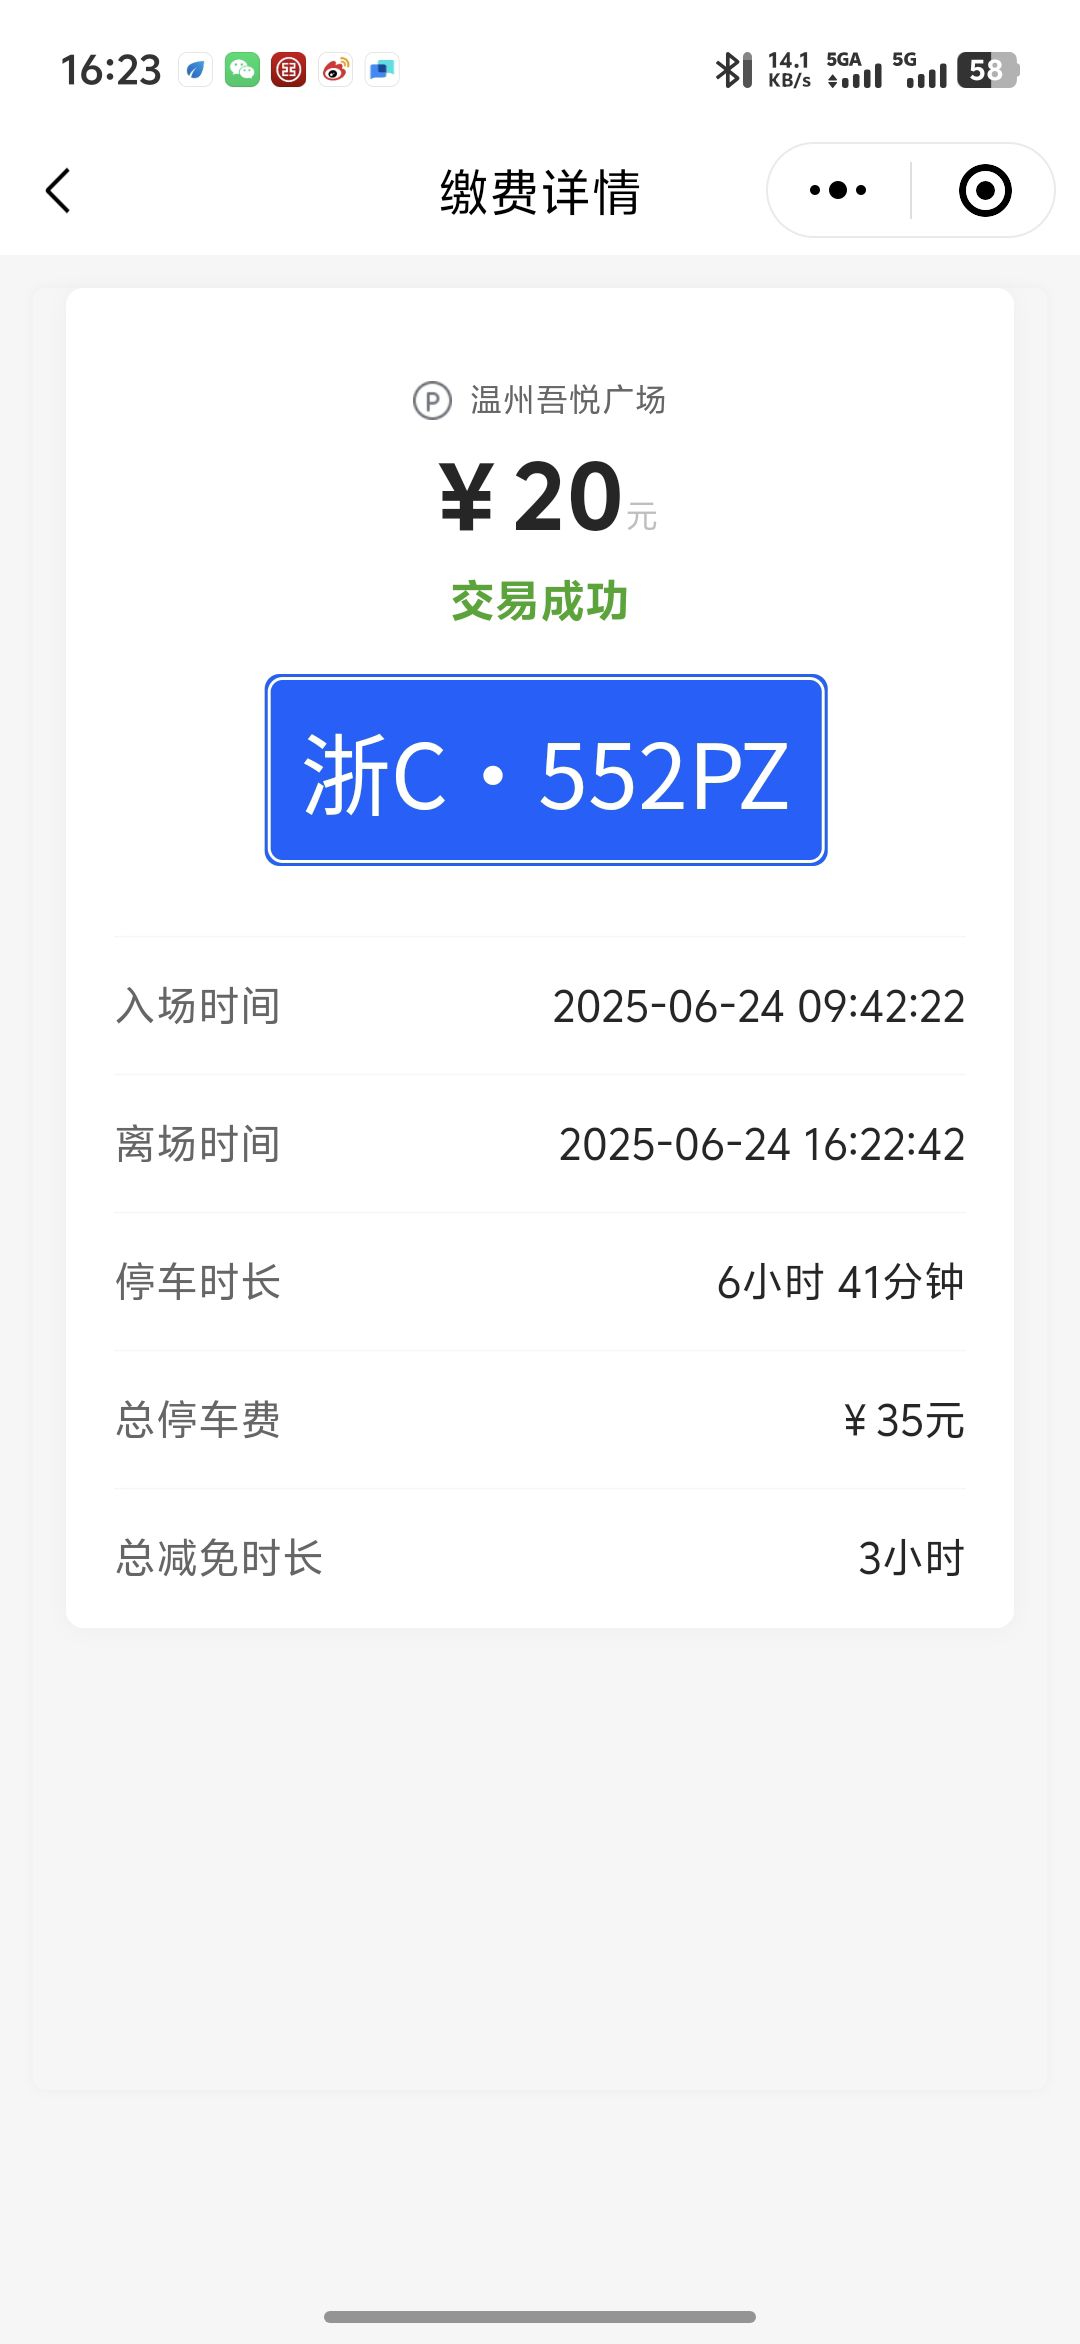 16:23 14.1 KB/s 5GA 5G 58
缴费详情
P 温州吾悦广场
¥ 20元
交易成功
浙C·552PZ
入场时间 2025-06-24 09:42:22
离场时间 2025-06-24 16:22:42
停车时长 6小时 41分钟
总停车费 ¥ 35元
总减免时长 3小时